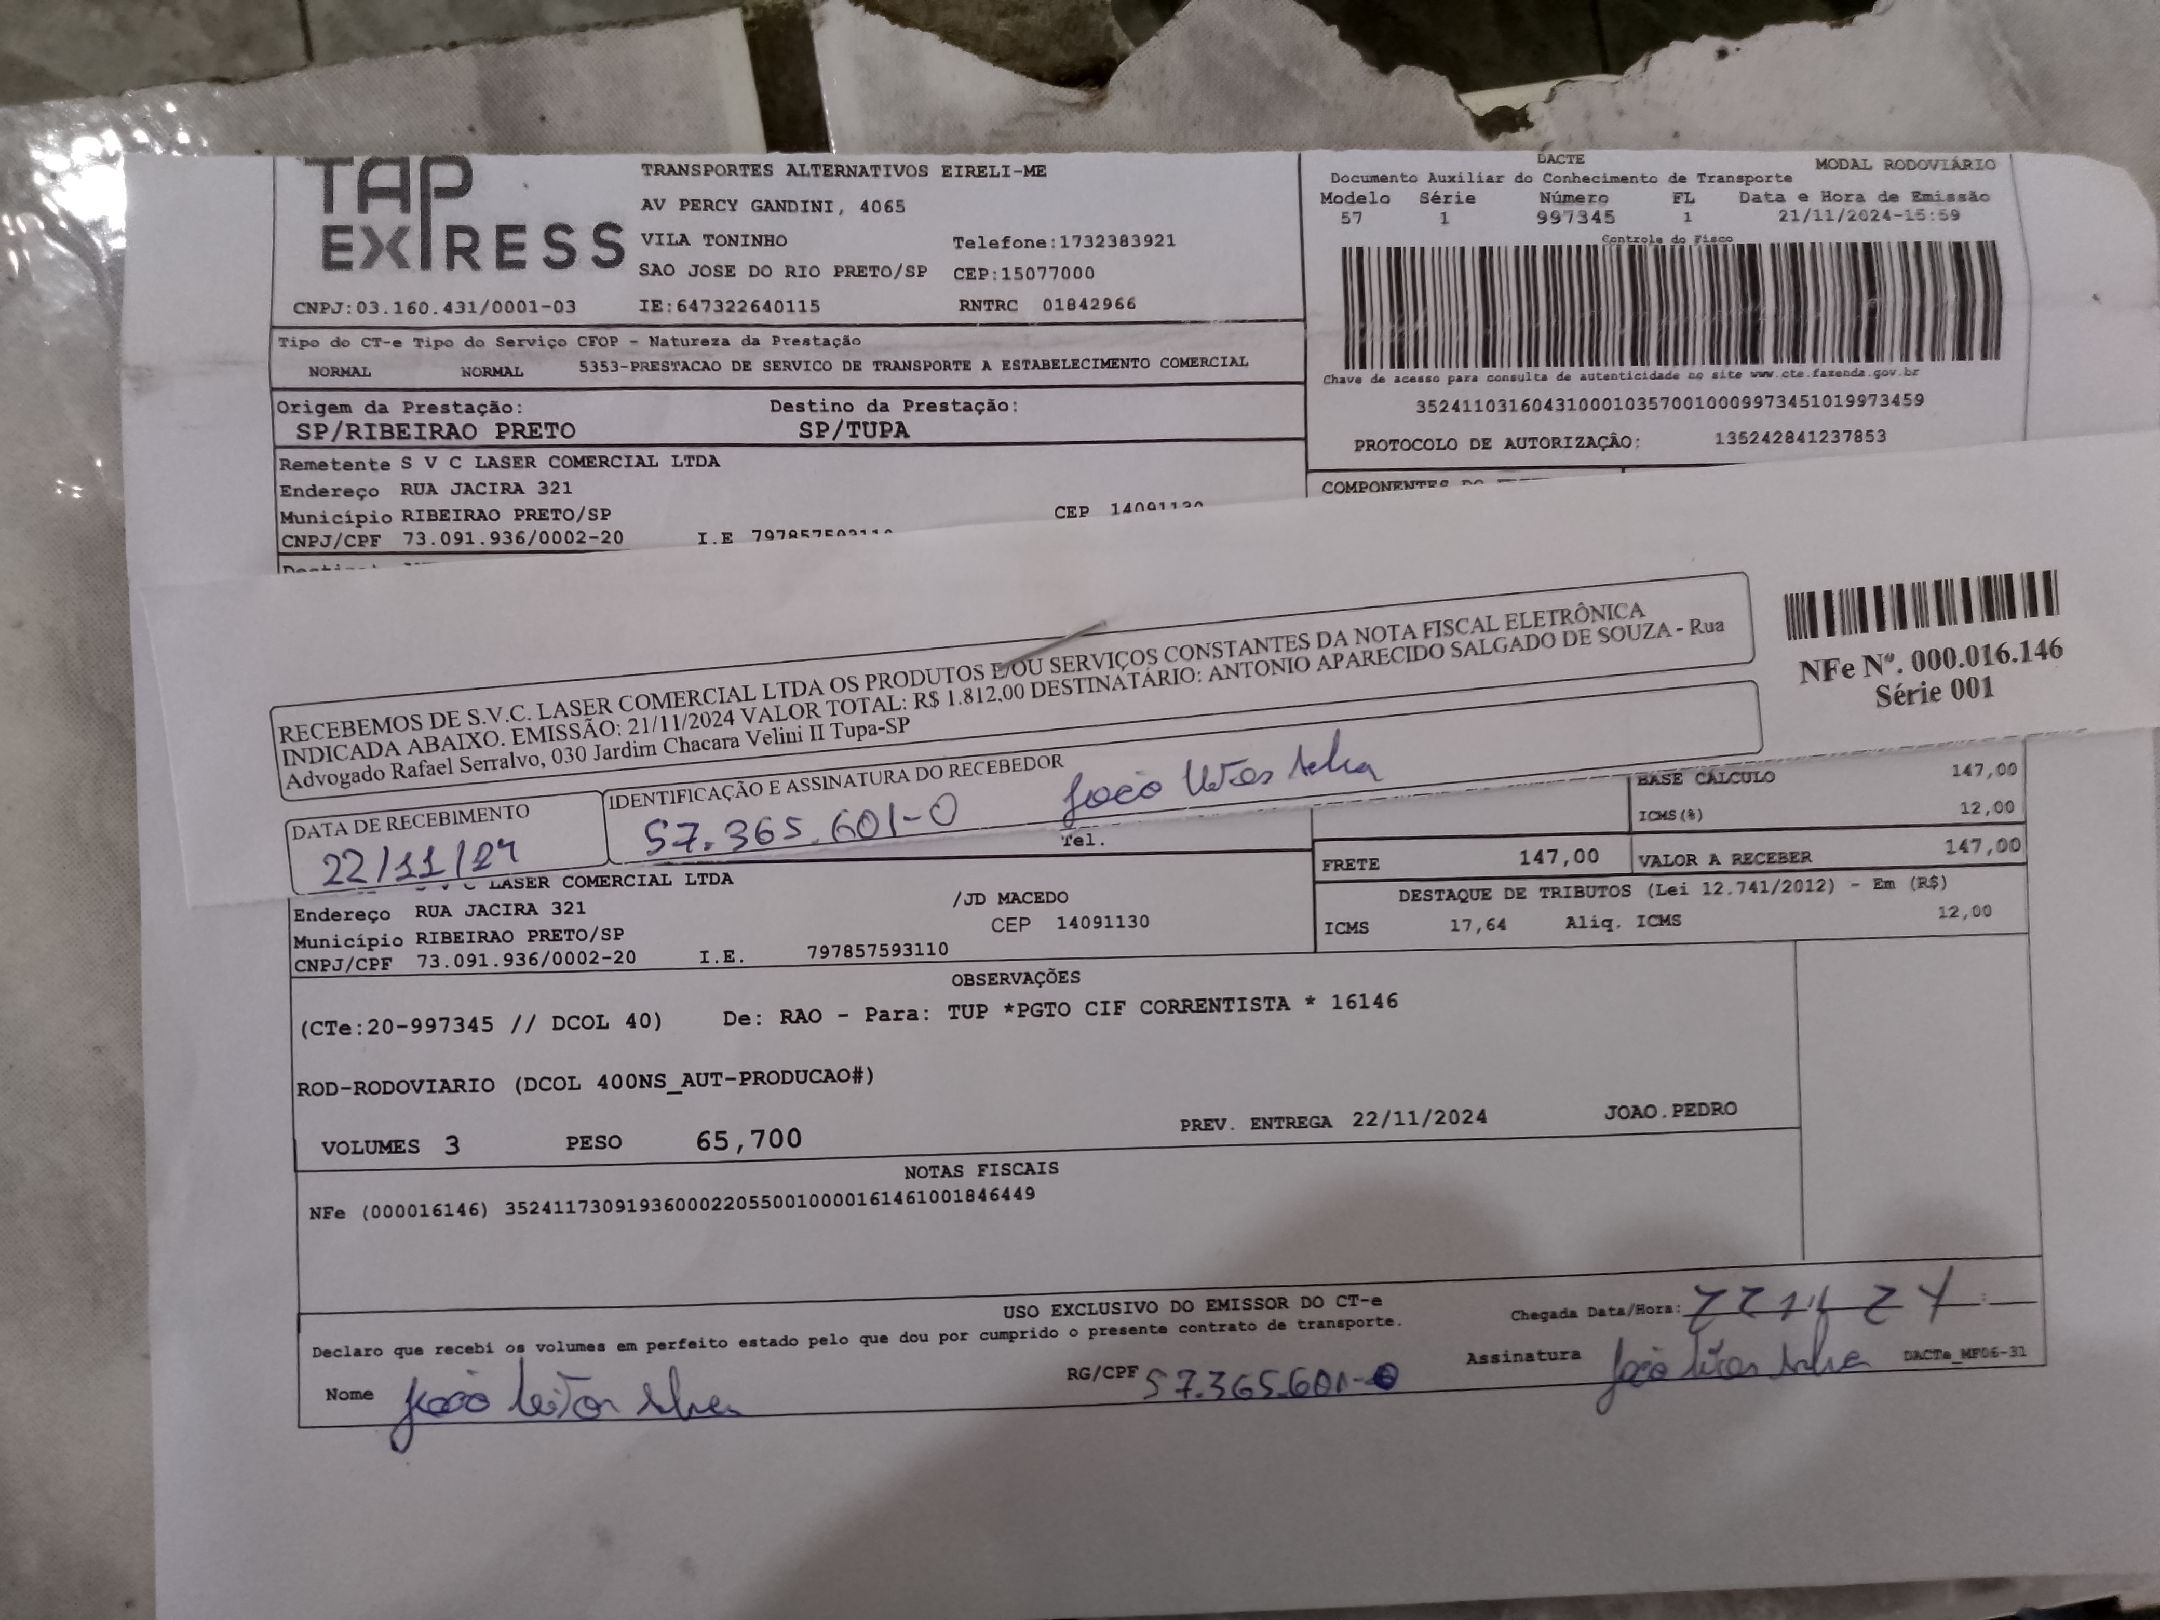 TAP EXPRESS
TRANSPORTES ALTERNATIVOS EIRELI-ME
AV PERCY GANDINI, 4065
VILA TONINHO Telefone:1732383921
SAO JOSE DO RIO PRETO/SP CEP:15077000
CNPJ:03.160.431/0001-03 IE:647322640115 RNTRC 01842966
DACTE MODAL RODOVIÁRIO
Documento Auxiliar do Conhecimento de Transporte
Modelo Série Número FL Data e Hora de Emissão
57 1 997345 1 21/11/2024-15:59
Controle do Fisco
Chave de acesso para consulta de autenticidade no site www.cte.fazenda.gov.br
35241103160431000103570010009973451019973459
PROTOCOLO DE AUTORIZAÇÃO: 135242841237853
Tipo do CT-e Tipo do Serviço CFOP - Natureza da Prestação
NORMAL NORMAL 5353-PRESTACAO DE SERVICO DE TRANSPORTE A ESTABELECIMENTO COMERCIAL
Origem da Prestação: Destino da Prestação:
SP/RIBEIRAO PRETO SP/TUPA
Remetente S V C LASER COMERCIAL LTDA
Endereço RUA JACIRA 321
Município RIBEIRAO PRETO/SP CEP 14091130
CNPJ/CPF 73.091.936/0002-20 I.E 797857593110
COMPONENTES DO
RECEBEMOS DE S.V.C. LASER COMERCIAL LTDA OS PRODUTOS E/OU SERVIÇOS CONSTANTES DA NOTA FISCAL ELETRÔNICA
INDICADA ABAIXO. EMISSÃO: 21/11/2024 VALOR TOTAL: R$ 1.812,00 DESTINATÁRIO: ANTONIO APARECIDO SALGADO DE SOUZA - Rua
Advogado Rafael Serralvo, 030 Jardim Chacara Velini II Tupa-SP
NFe Nº. 000.016.146
Série 001
DATA DE RECEBIMENTO
22/11/24
IDENTIFICAÇÃO E ASSINATURA DO RECEBEDOR
57.365.601-0 João
Tel.
BASE CALCULO 147,00
ICMS(%) 12,00
FRETE 147,00 VALOR A RECEBER 147,00
DESTAQUE DE TRIBUTOS (Lei 12.741/2012) - Em (R$)
ICMS 17,64 Aliq. ICMS 12,00
S V C LASER COMERCIAL LTDA
Endereço RUA JACIRA 321 /JD MACEDO
Município RIBEIRAO PRETO/SP CEP 14091130
CNPJ/CPF 73.091.936/0002-20 I.E. 797857593110
OBSERVAÇÕES
(CTe:20-997345 // DCOL 40) De: RAO - Para: TUP *PGTO CIF CORRENTISTA * 16146
ROD-RODOVIARIO (DCOL 400NS_AUT-PRODUCAO#)
VOLUMES 3 PESO 65,700 PREV. ENTREGA 22/11/2024 JOAO.PEDRO
NOTAS FISCAIS
NFe (000016146) 35241173091936000220550010000161461001846449
USO EXCLUSIVO DO EMISSOR DO CT-e
Declaro que recebi os volumes em perfeito estado pelo que dou por cumprido o presente contrato de transporte.
Chegada Data/Hora: 22 11 24 :
Nome João RG/CPF 57.365.601-0 Assinatura João DACTe_MF06-31